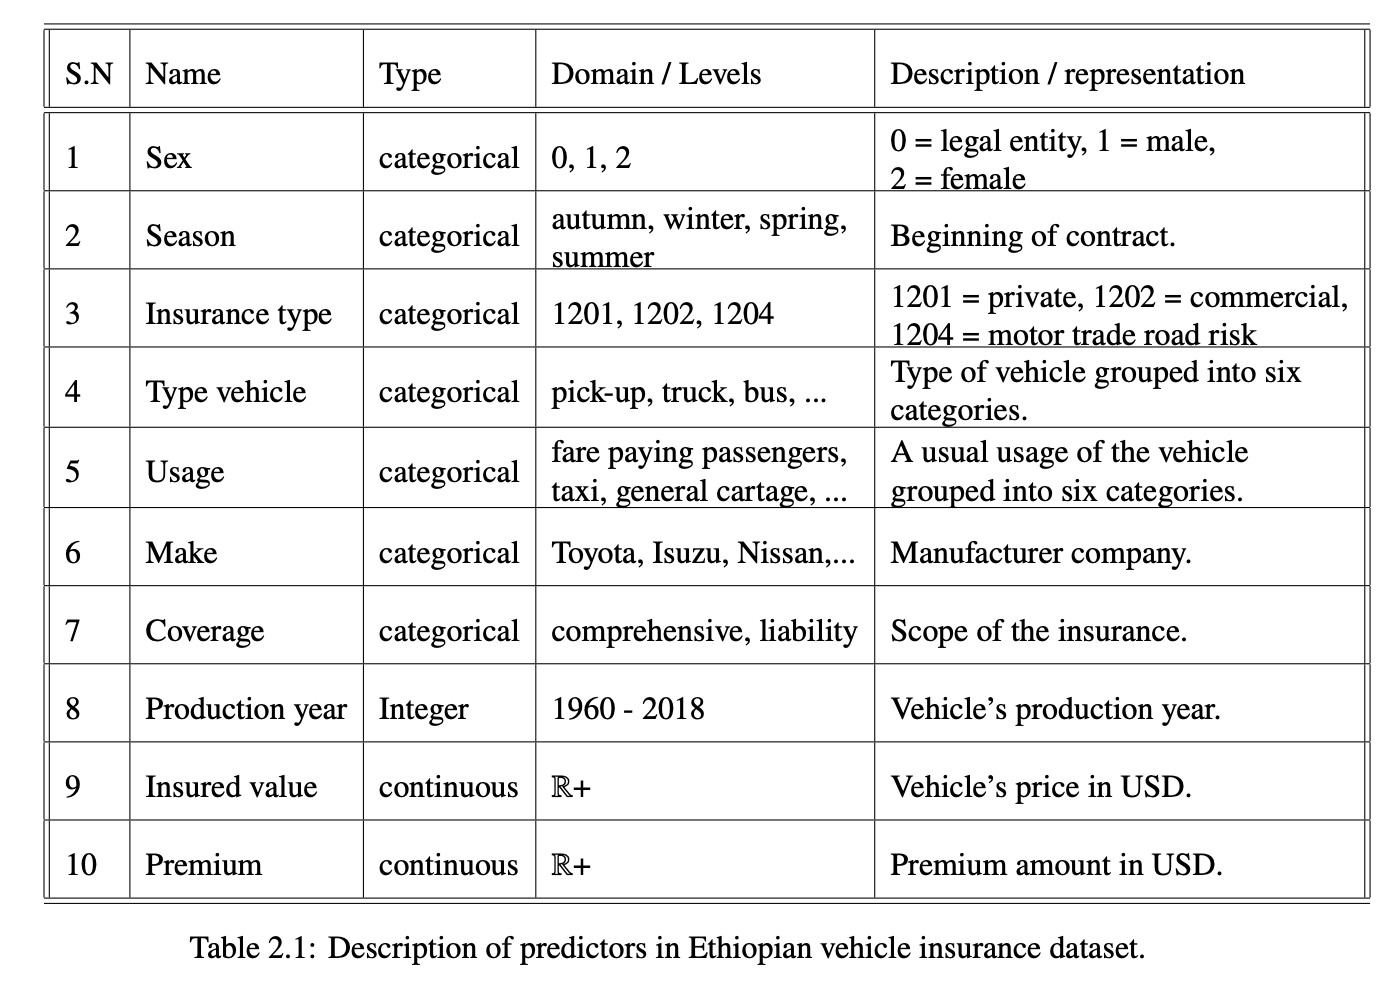 S.N Name Type Domain / Levels Description / representation
1 Sex categorical 0, 1, 2 0 = legal entity, 1 = male,
2 = female
2 Season categorical autumn, winter, spring,
summer Beginning of contract.
3 Insurance type categorical 1201, 1202, 1204 1201 = private, 1202 = commercial,
1204 = motor trade road risk
4 Type vehicle categorical pick-up, truck, bus, ... Type of vehicle grouped into six
categories.
5 Usage categorical fare paying passengers, A usual usage of the vehicle
taxi, general cartage, ... grouped into six categories.
6 Make categorical Toyota, Isuzu, Nissan,... Manufacturer company.
7 Coverage categorical comprehensive, liability Scope of the insurance.
8 Production year Integer 1960 - 2018 Vehicle’s production year.
9 Insured value continuous ℝ+ Vehicle’s price in USD.
10 Premium continuous ℝ+ Premium amount in USD.
Table 2.1: Description of predictors in Ethiopian vehicle insurance dataset.